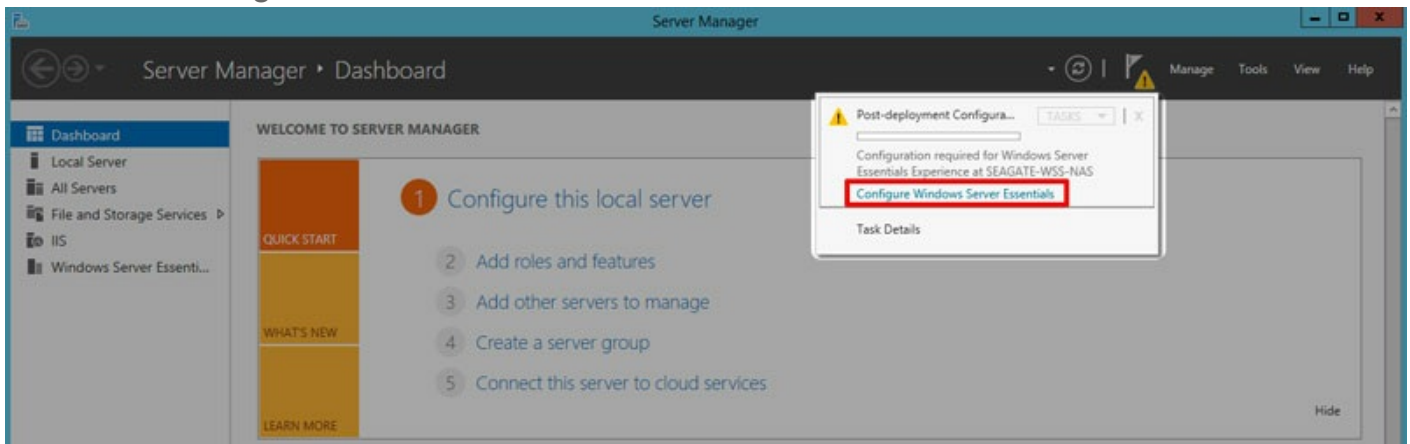 Server Manager
Server Manager • Dashboard
Manage Tools View Help
Dashboard
Local Server
All Servers
File and Storage Services
IIS
Windows Server Essenti...
WELCOME TO SERVER MANAGER
QUICK START
WHAT'S NEW
LEARN MORE
1 Configure this local server
2 Add roles and features
3 Add other servers to manage
4 Create a server group
5 Connect this server to cloud services
Hide
Post-deployment Configura... TASKS X
Configuration required for Windows Server
Essentials Experience at SEAGATE-WSS-NAS
Configure Windows Server Essentials
Task Details